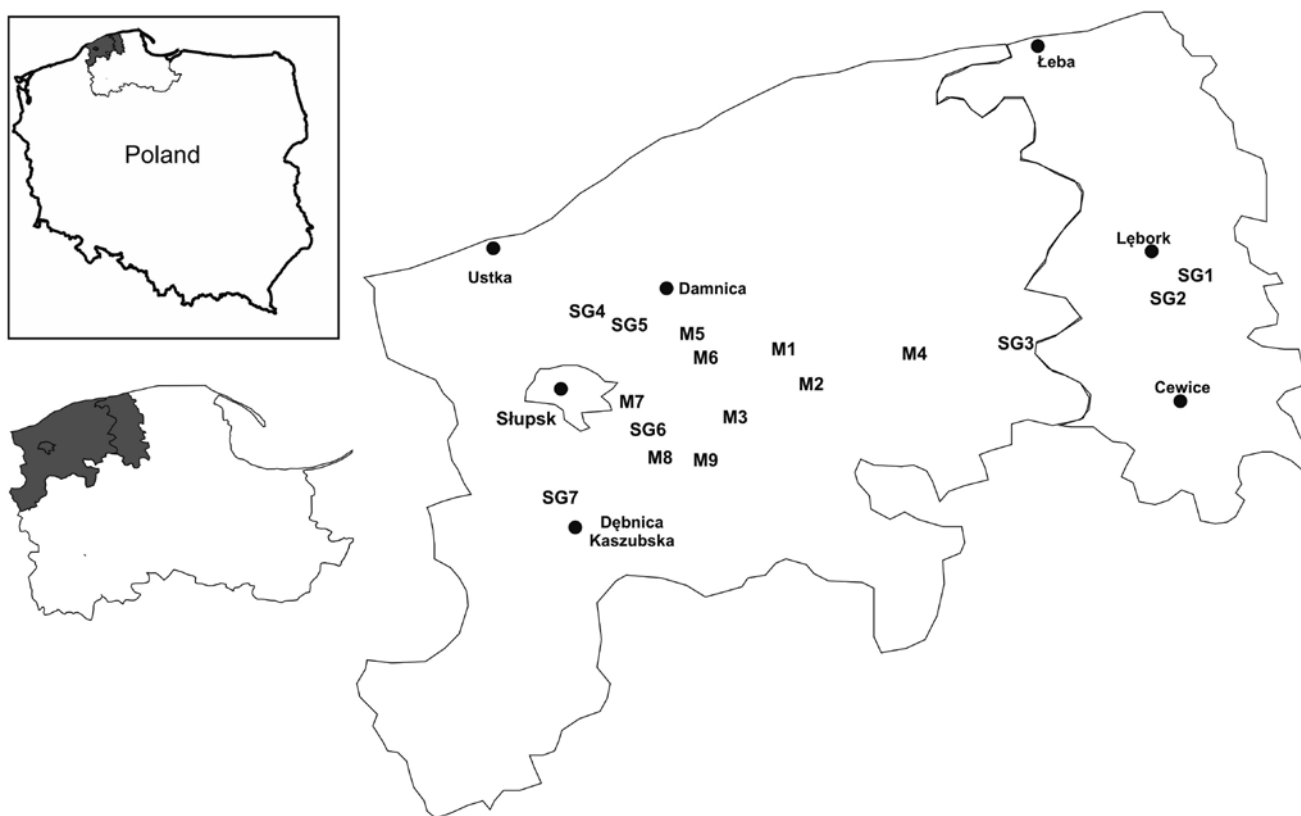 Poland
Łeba
Lębork
Ustka
SG1
Damnica
SG2
SG4
SG5
M5
SG3
M1
M4
M6
M2
Cewice
M7
Słupsk
M3
SG6
M8
M9
SG7
Dębnica
Kaszubska